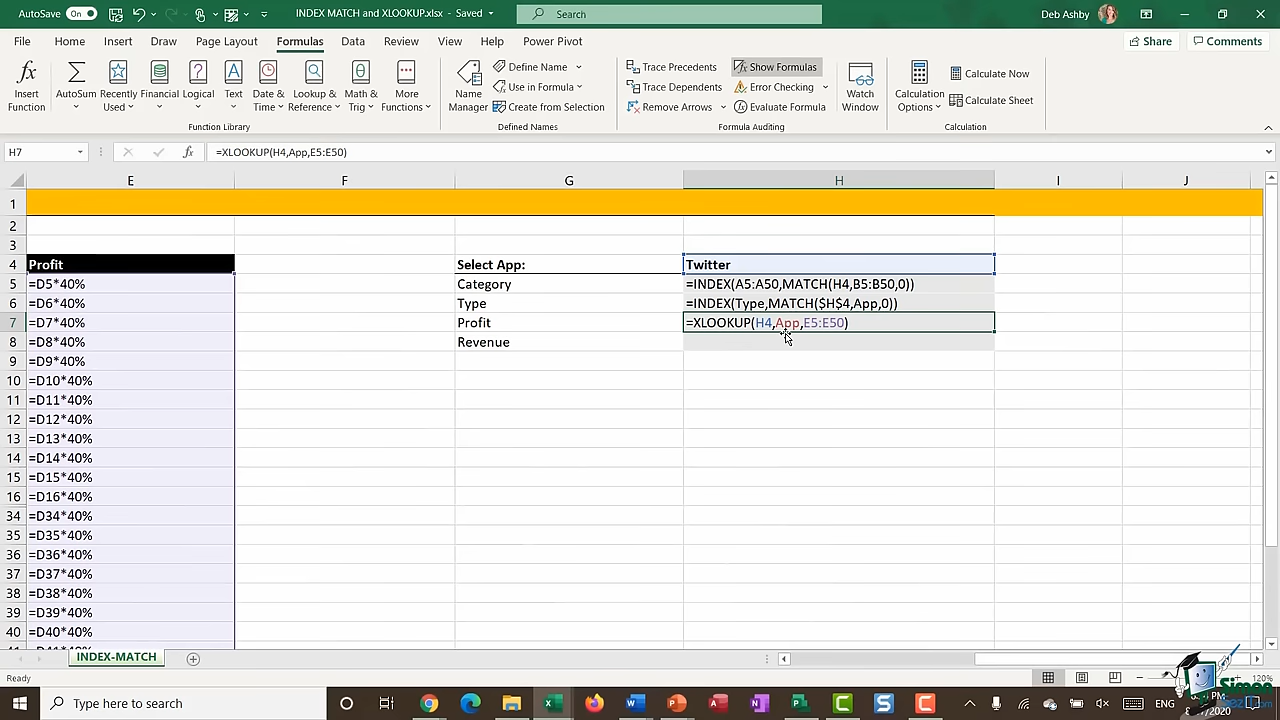 AutoSave On INDEX MATCH and XLOOKUP.xlsx - Saved Search Deb Ashby
File Home Insert Draw Page Layout Formulas Data Review View Help Power Pivot Share Comments
fx Insert Function
AutoSum
Recently Used
Financial
Logical
Text
Date & Time
Lookup & Reference
Math & Trig
More Functions
Function Library
Name Manager
Define Name
Use in Formula
Create from Selection
Defined Names
Trace Precedents
Trace Dependents
Remove Arrows
Show Formulas
Error Checking
Evaluate Formula
Formula Auditing
Watch Window
Calculation Options
Calculate Now
Calculate Sheet
Calculation
H7 fx =XLOOKUP(H4,App,E5:E50)
E F G H I J
1
2
3
4 Profit Select App: Twitter
5 =D5*40% Category =INDEX(A5:A50,MATCH(H4,B5:B50,0))
6 =D6*40% Type =INDEX(Type,MATCH($H$4,App,0))
7 =D7*40% Profit =XLOOKUP(H4,App,E5:E50)
8 =D8*40% Revenue
9 =D9*40%
10 =D10*40%
11 =D11*40%
12 =D12*40%
13 =D13*40%
14 =D14*40%
15 =D15*40%
16 =D16*40%
34 =D34*40%
35 =D35*40%
36 =D36*40%
37 =D37*40%
38 =D38*40%
39 =D39*40%
40 =D40*40%
41 =D41*40%
INDEX-MATCH
Ready 120%
Type here to search ENG